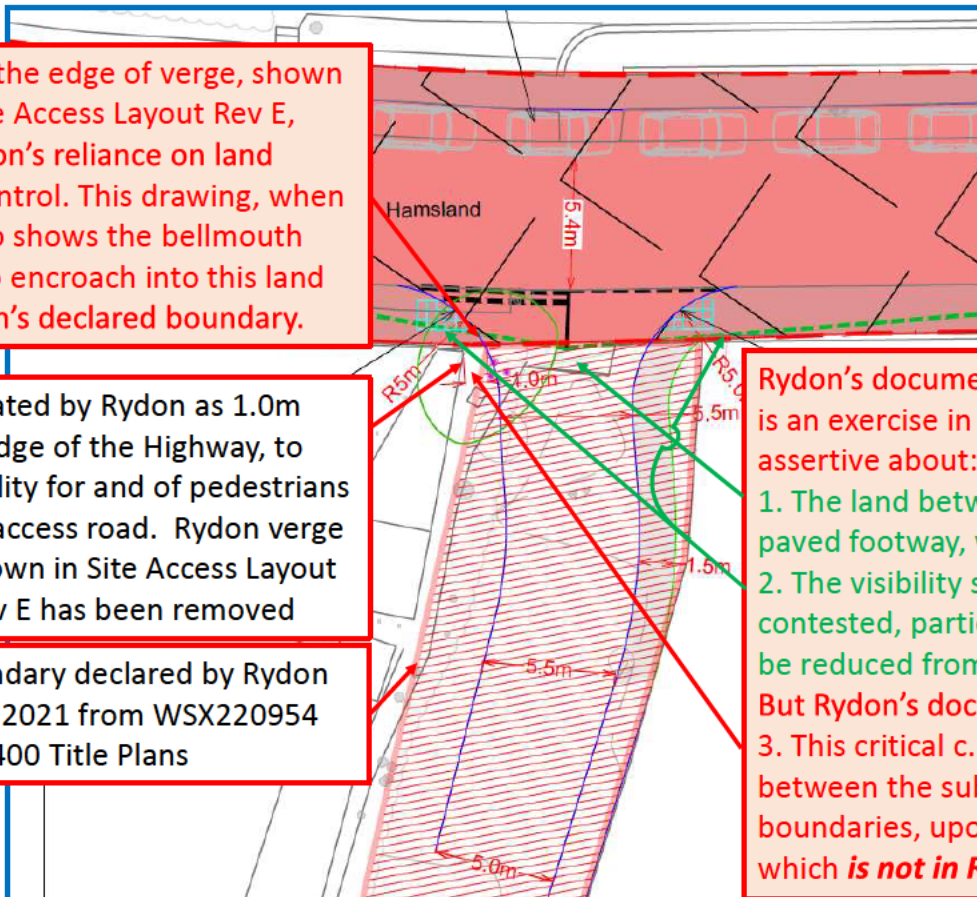 the edge of verge, shown
Access Layout Rev E,
on's reliance on land
ntrol. This drawing, when
shows the bellmouth
encroach into this land
n's declared boundary.
ated by Rydon as 1.0m
dge of the Highway, to
lity for and of pedestrians
access road. Rydon verge
own in Site Access Layout
v E has been removed
ndary declared by Rydon
2021 from WSX220954
400 Title Plans
Hamsland
5.4m
R5m
1.0m
R5.0
5.5m
1.5m
5.5m
5.0m
Rydon's docume
is an exercise in
assertive about:
1. The land betw
paved footway, v
2. The visibility s
contested, partic
be reduced from
But Rydon's doc
3. This critical c.
between the sul
boundaries, upo
which is not in R